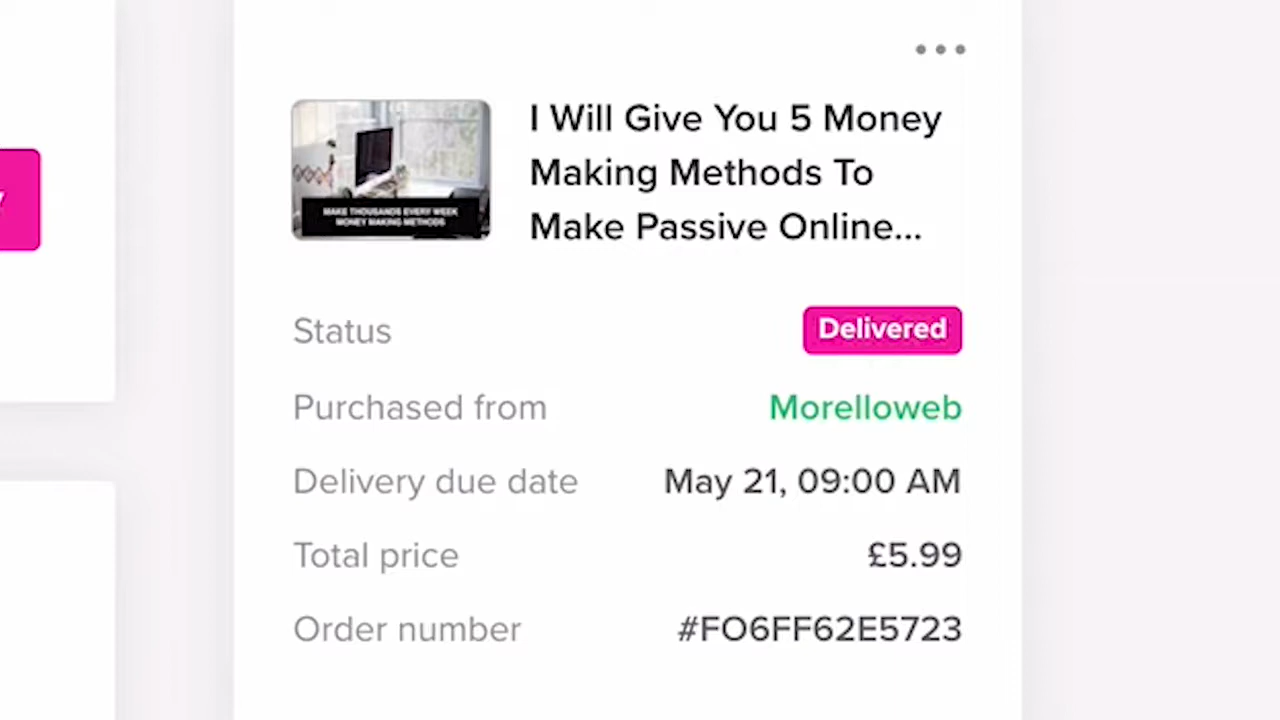 I Will Give You 5 Money
Making Methods To
Make Passive Online...
MAKE THOUSANDS EVERY WEEK
MONEY MAKING METHODS
Status
Delivered
Purchased from
Morelloweb
Delivery due date
May 21, 09:00 AM
Total price
£5.99
Order number
#FO6FF62E5723